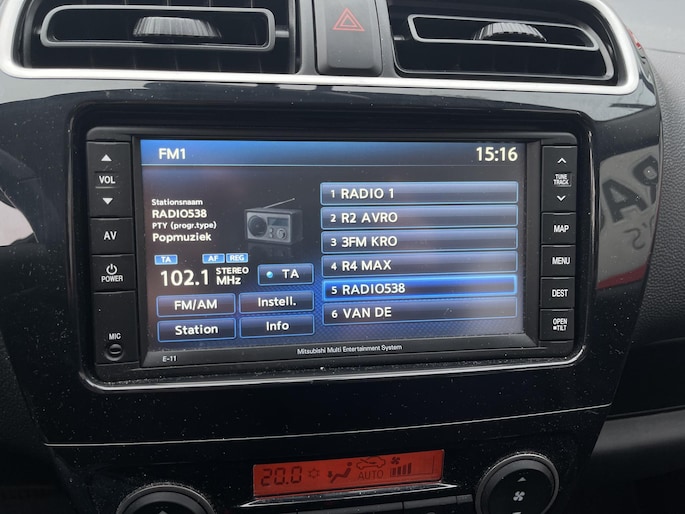 FM1 15:16
VOL
AV
POWER
MIC
Stationsnaam
RADIO538
PTY (progr.type)
Popmuziek
TA AF REG
102.1 STEREO MHz
TA
FM/AM Instell.
Station Info
1 RADIO 1
2 R2 AVRO
3 3FM KRO
4 R4 MAX
5 RADIO538
6 VAN DE
TUNE
TRACK
MAP
MENU
DEST
OPEN
TILT
E-11
Mitsubishi Multi Entertainment System
20.0 AUTO